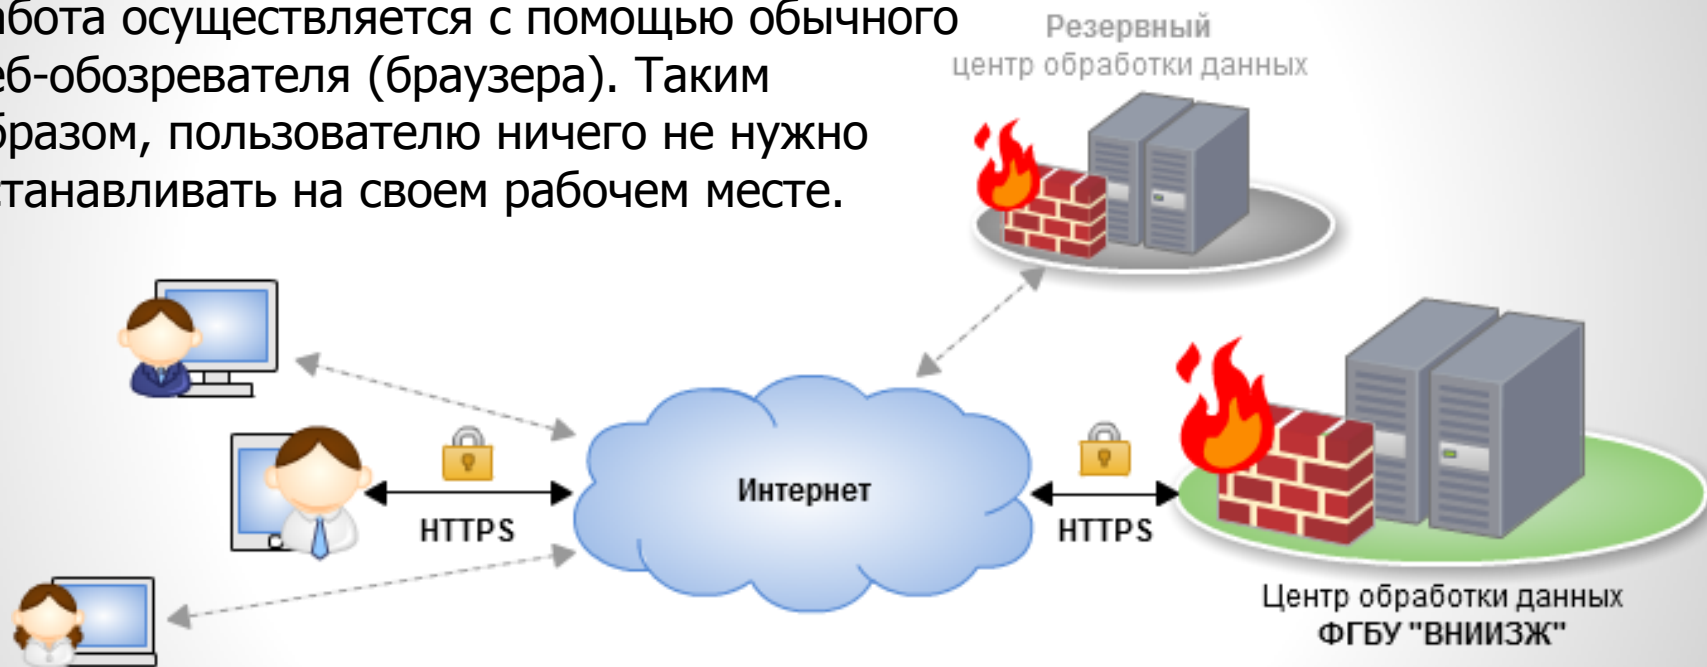 абота осуществляется с помощью обычного
еб-обозревателя (браузера). Таким
бразом, пользователю ничего не нужно
станавливать на своем рабочем месте.
Резервный
центр обработки данных
Интернет
HTTPS
HTTPS
Центр обработки данных
ФГБУ "ВНИИЗЖ"